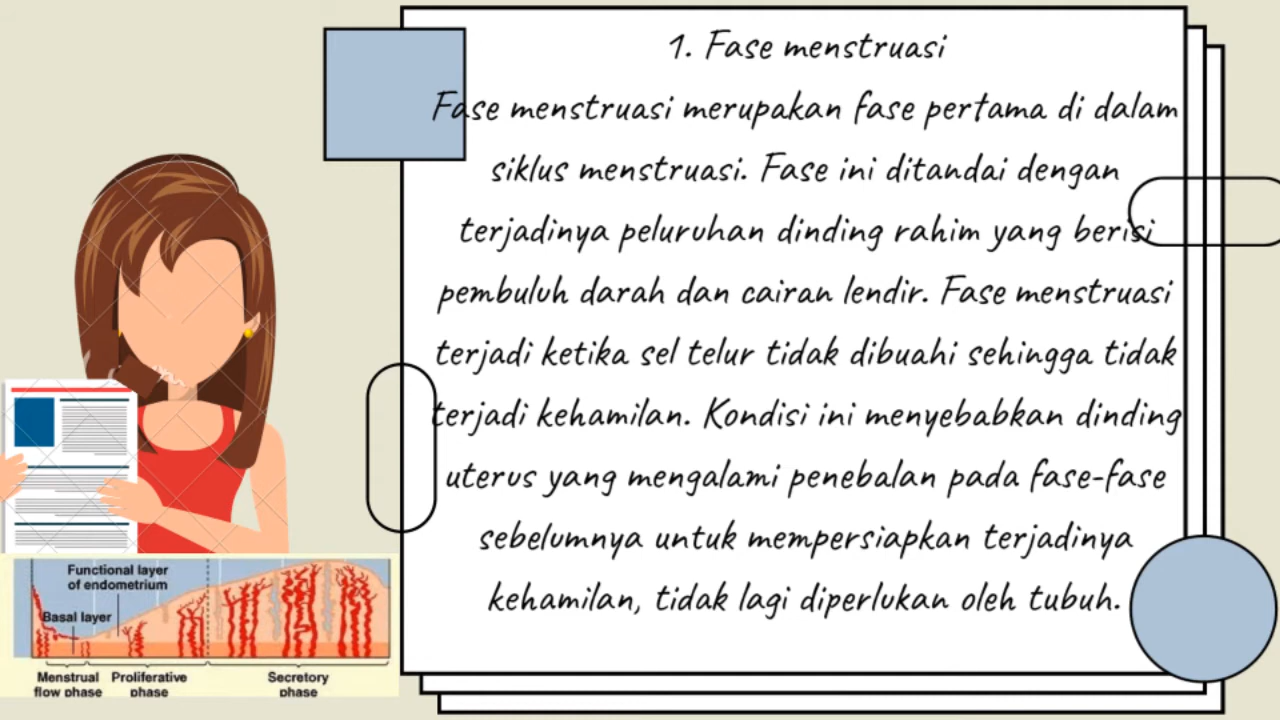 1. Fase menstruasi
Fase menstruasi merupakan fase pertama di dalam
siklus menstruasi. Fase ini ditandai dengan
terjadinya peluruhan dinding rahim yang berisi
pembuluh darah dan cairan lendir. Fase menstruasi
terjadi ketika sel telur tidak dibuahi sehingga tidak
terjadi kehamilan. Kondisi ini menyebabkan dinding
uterus yang mengalami penebalan pada fase-fase
sebelumnya untuk mempersiapkan terjadinya
kehamilan, tidak lagi diperlukan oleh tubuh.
Functional layer
of endometrium
Basal layer
Menstrual
flow phase
Proliferative
phase
Secretory
phase